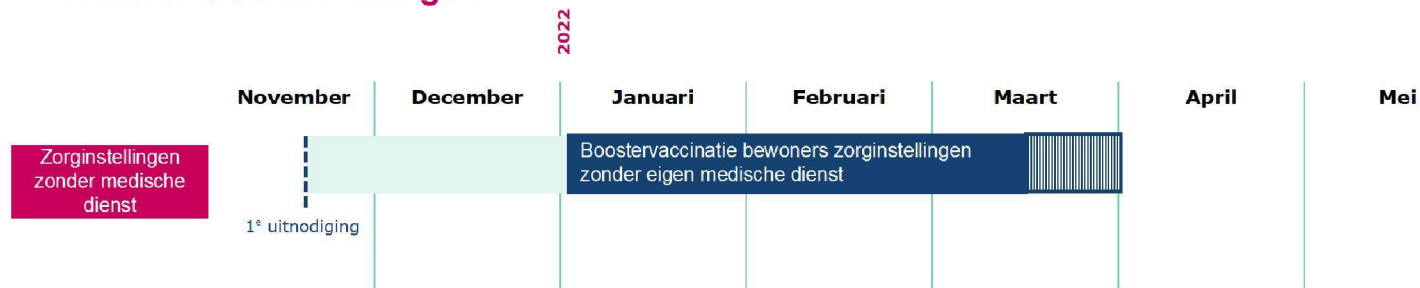 2022
November December Januari Februari Maart April Mei
Zorginstellingen
zonder medische
dienst
Boostervaccinatie bewoners zorginstellingen
zonder eigen medische dienst
1e uitnodiging